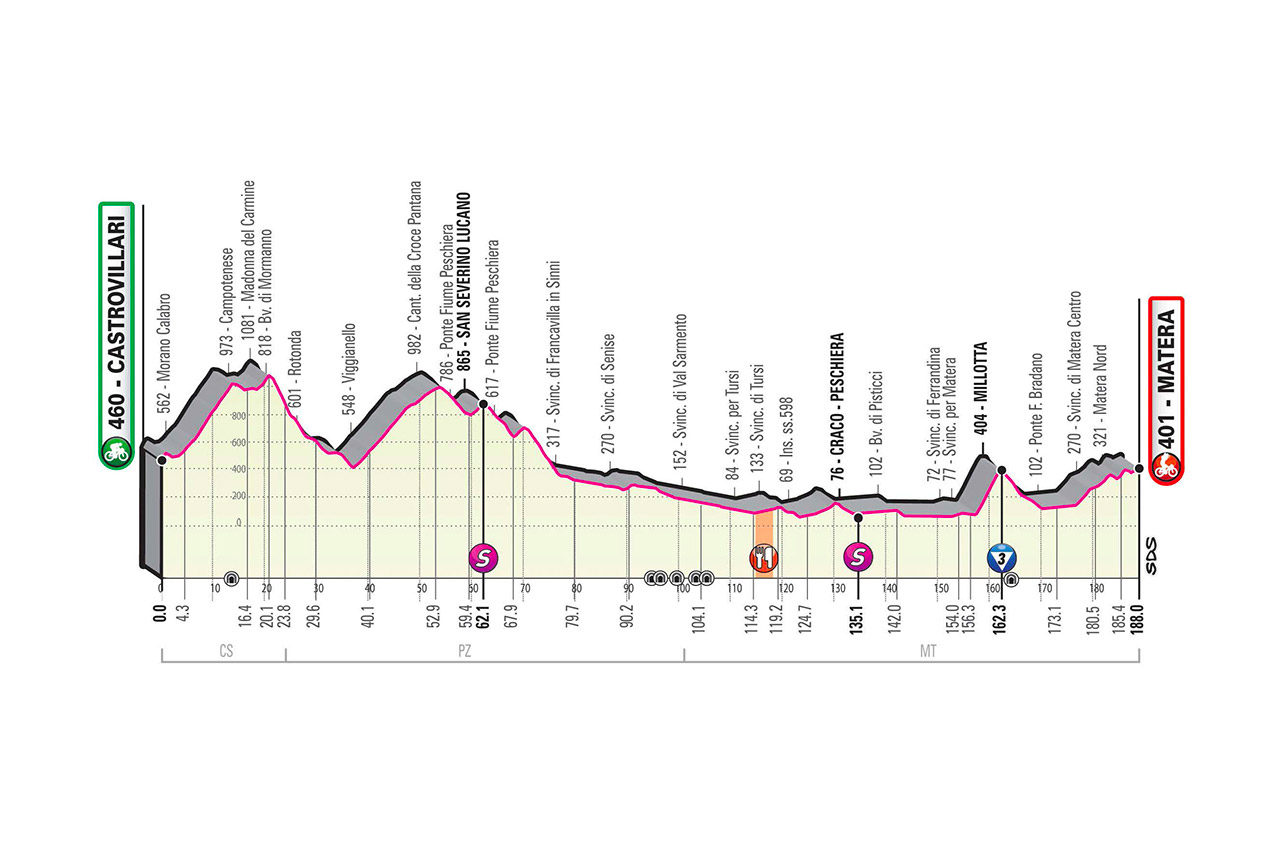 460 - CASTROVILLARI
562 - Morano Calabro
973 - Campotenese
1081 - Madonna del Carmine
818 - Bv. di Mormanno
601 - Rotonda
548 - Viggianello
982 - Cant. della Croce Pantana
786 - Ponte Fiume Peschiera
865 - SAN SEVERINO LUCANO
617 - Ponte Fiume Peschiera
317 - Svinc. di Francavilla in Sinni
270 - Svinc. di Senise
152 - Svinc. di Val Sarmento
84 - Svinc. per Tursi
133 - Svinc. di Tursi
69 - Ins. ss.598
76 - CRACO - PESCHIERA
102 - Bv. di Pisticci
72 - Svinc. di Ferrandina
77 - Svinc. per Matera
404 - MILLOTTA
102 - Ponte F. Bradano
270 - Svinc. di Matera Centro
321 - Matera Nord
401 - MATERA
800
600
400
200
0
S
S
3
SDS
0 10 20 30 40 50 60 70 80 90 100 110 120 130 140 150 160 170 180
0.0 4.3 16.4 20.1 23.8 29.6 40.1 52.9 59.4 62.1 67.9 79.7 90.2 104.1 114.3 119.2 124.7 135.1 142.0 154.0 156.3 162.3 173.1 180.5 185.4 188.0
CS PZ MT